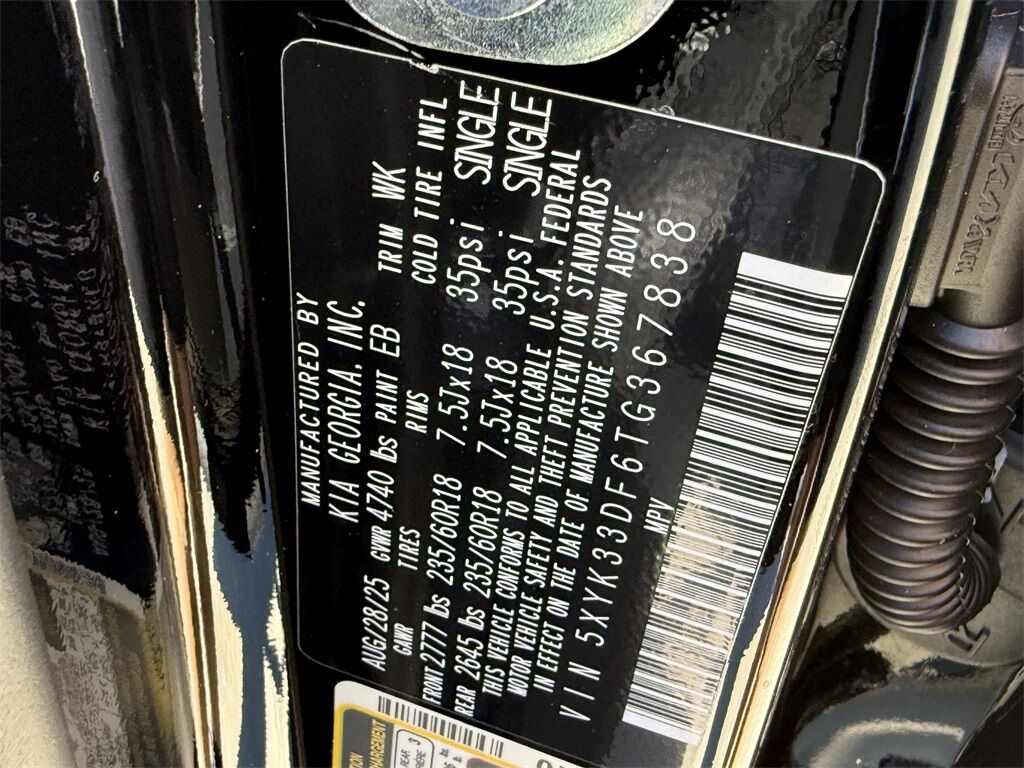 MANUFACTURED BY
KIA GEORGIA. INC.
AUG/28/25 GVWR 4740 lbs PAINT EB TRIM WK
GAWR TIRES RIMS COLD TIRE INFL
FRONT 2777 lbs 235/60R18 7.5Jx18 35psi SINGLE
REAR 2645 lbs 235/60R18 7.5Jx18 35psi SINGLE
THIS VEHICLE CONFORMS TO ALL APPLICABLE U.S.A. FEDERAL
MOTOR VEHICLE SAFETY AND THEFT PREVENTION STANDARDS
IN EFFECT ON THE DATE OF MANUFACTURE SHOWN ABOVE
VIN 5XYK33DF6TG367838
MPV